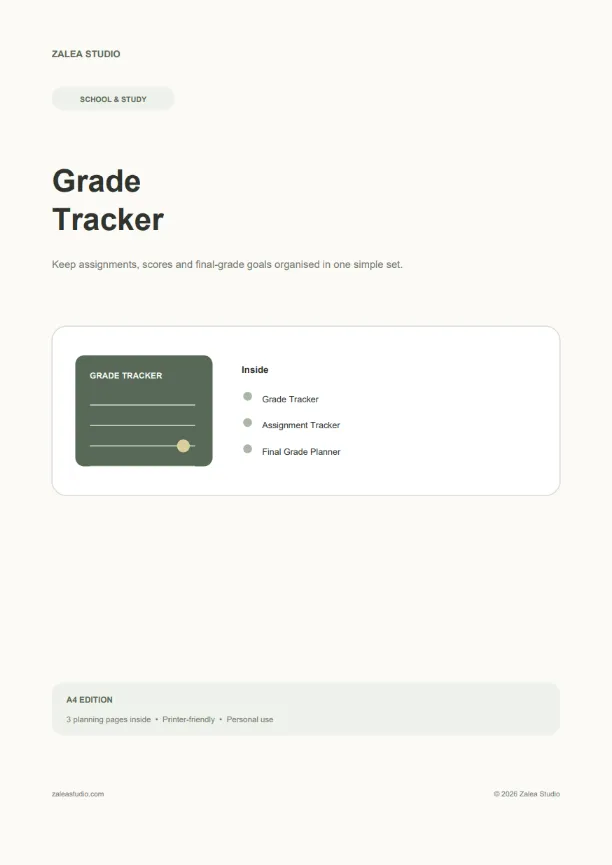 ZALEA STUDIO
SCHOOL & STUDY
Grade
Tracker
Keep assignments, scores and final-grade goals organised in one simple set.
GRADE TRACKER
Inside
Grade Tracker
Assignment Tracker
Final Grade Planner
A4 EDITION
3 planning pages inside • Printer-friendly • Personal use
zaleastudio.com
© 2026 Zalea Studio